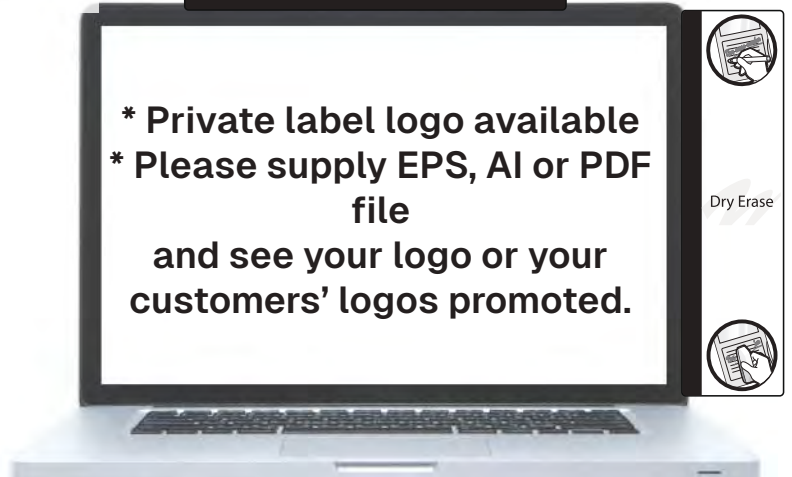 * Private label logo available
* Please supply EPS, AI or PDF
file
and see your logo or your
customers’ logos promoted.
Dry Erase